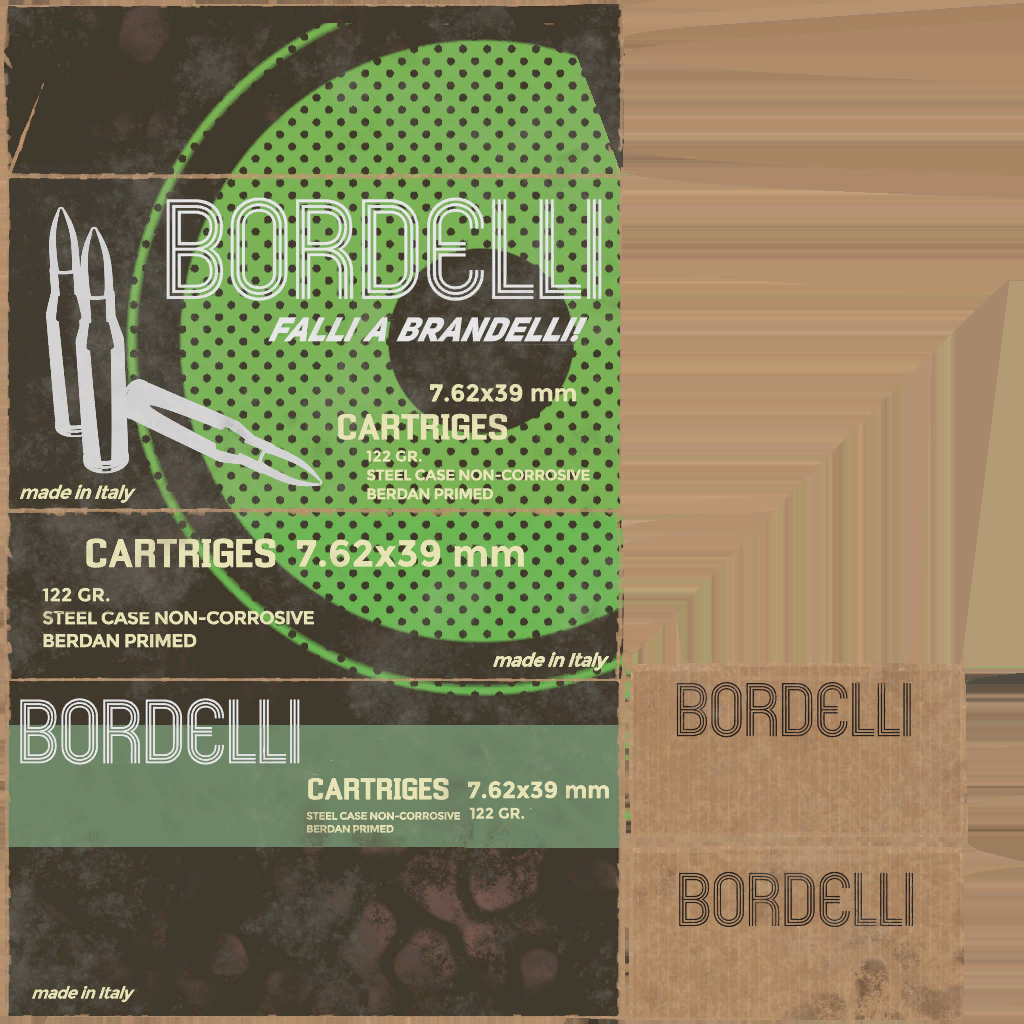 BORDELLI
FALLI A BRANDELLI!
7.62x39 mm
CARTRIGES
122 GR.
STEEL CASE NON-CORROSIVE
BERDAN PRIMED
made in Italy
CARTRIGES 7.62x39 mm
122 GR.
STEEL CASE NON-CORROSIVE
BERDAN PRIMED
made in Italy
BORDELLI
CARTRIGES 7.62x39 mm
STEEL CASE NON-CORROSIVE 122 GR.
BERDAN PRIMED
made in Italy
BORDELLI
BORDELLI